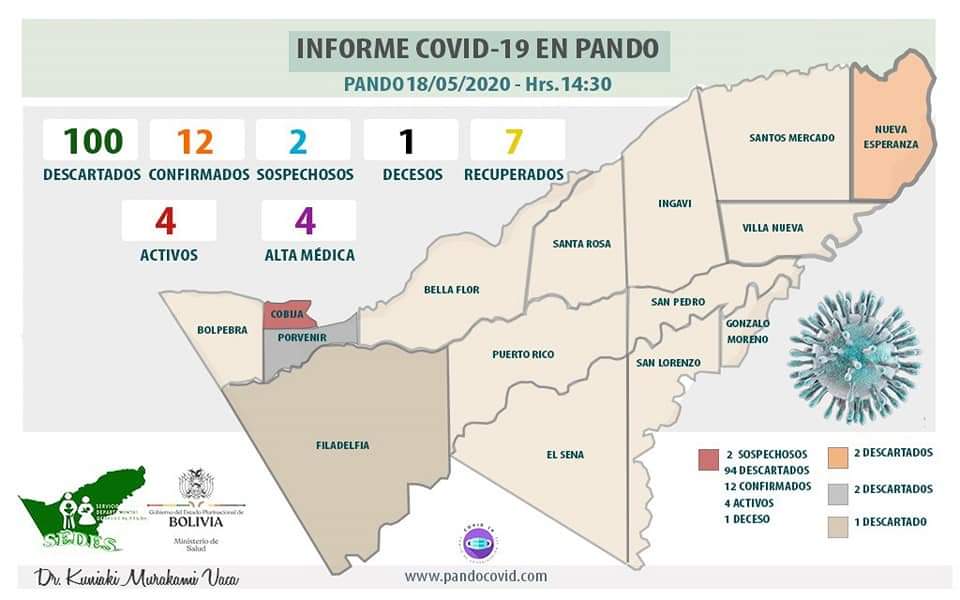 INFORME COVID-19 EN PANDO
PANDO 18/05/2020 - Hrs. 14:30
100
DESCARTADOS
12
CONFIRMADOS
2
SOSPECHOSOS
1
DECESOS
7
RECUPERADOS
4
ACTIVOS
4
ALTA MÉDICA
SANTOS MERCADO
NUEVA
ESPERANZA
INGAVI
VILLA NUEVA
SANTA ROSA
BELLA FLOR
SAN PEDRO
COBIJA
BOLPEBRA
PORVENIR
GONZALO
MORENO
PUERTO RICO
SAN LORENZO
FILADELFIA
EL SENA
2 SOSPECHOSOS
94 DESCARTADOS
12 CONFIRMADOS
4 ACTIVOS
1 DECESO
2 DESCARTADOS
2 DESCARTADOS
1 DESCARTADO
SERVICIO
DEPARTAMENTAL
SEDES
Gobierno del Estado Plurinacional de
BOLIVIA
Ministerio de
Salud
COVID 19
Dr. Kuniaki Murakami Vaca
www.pandocovid.com